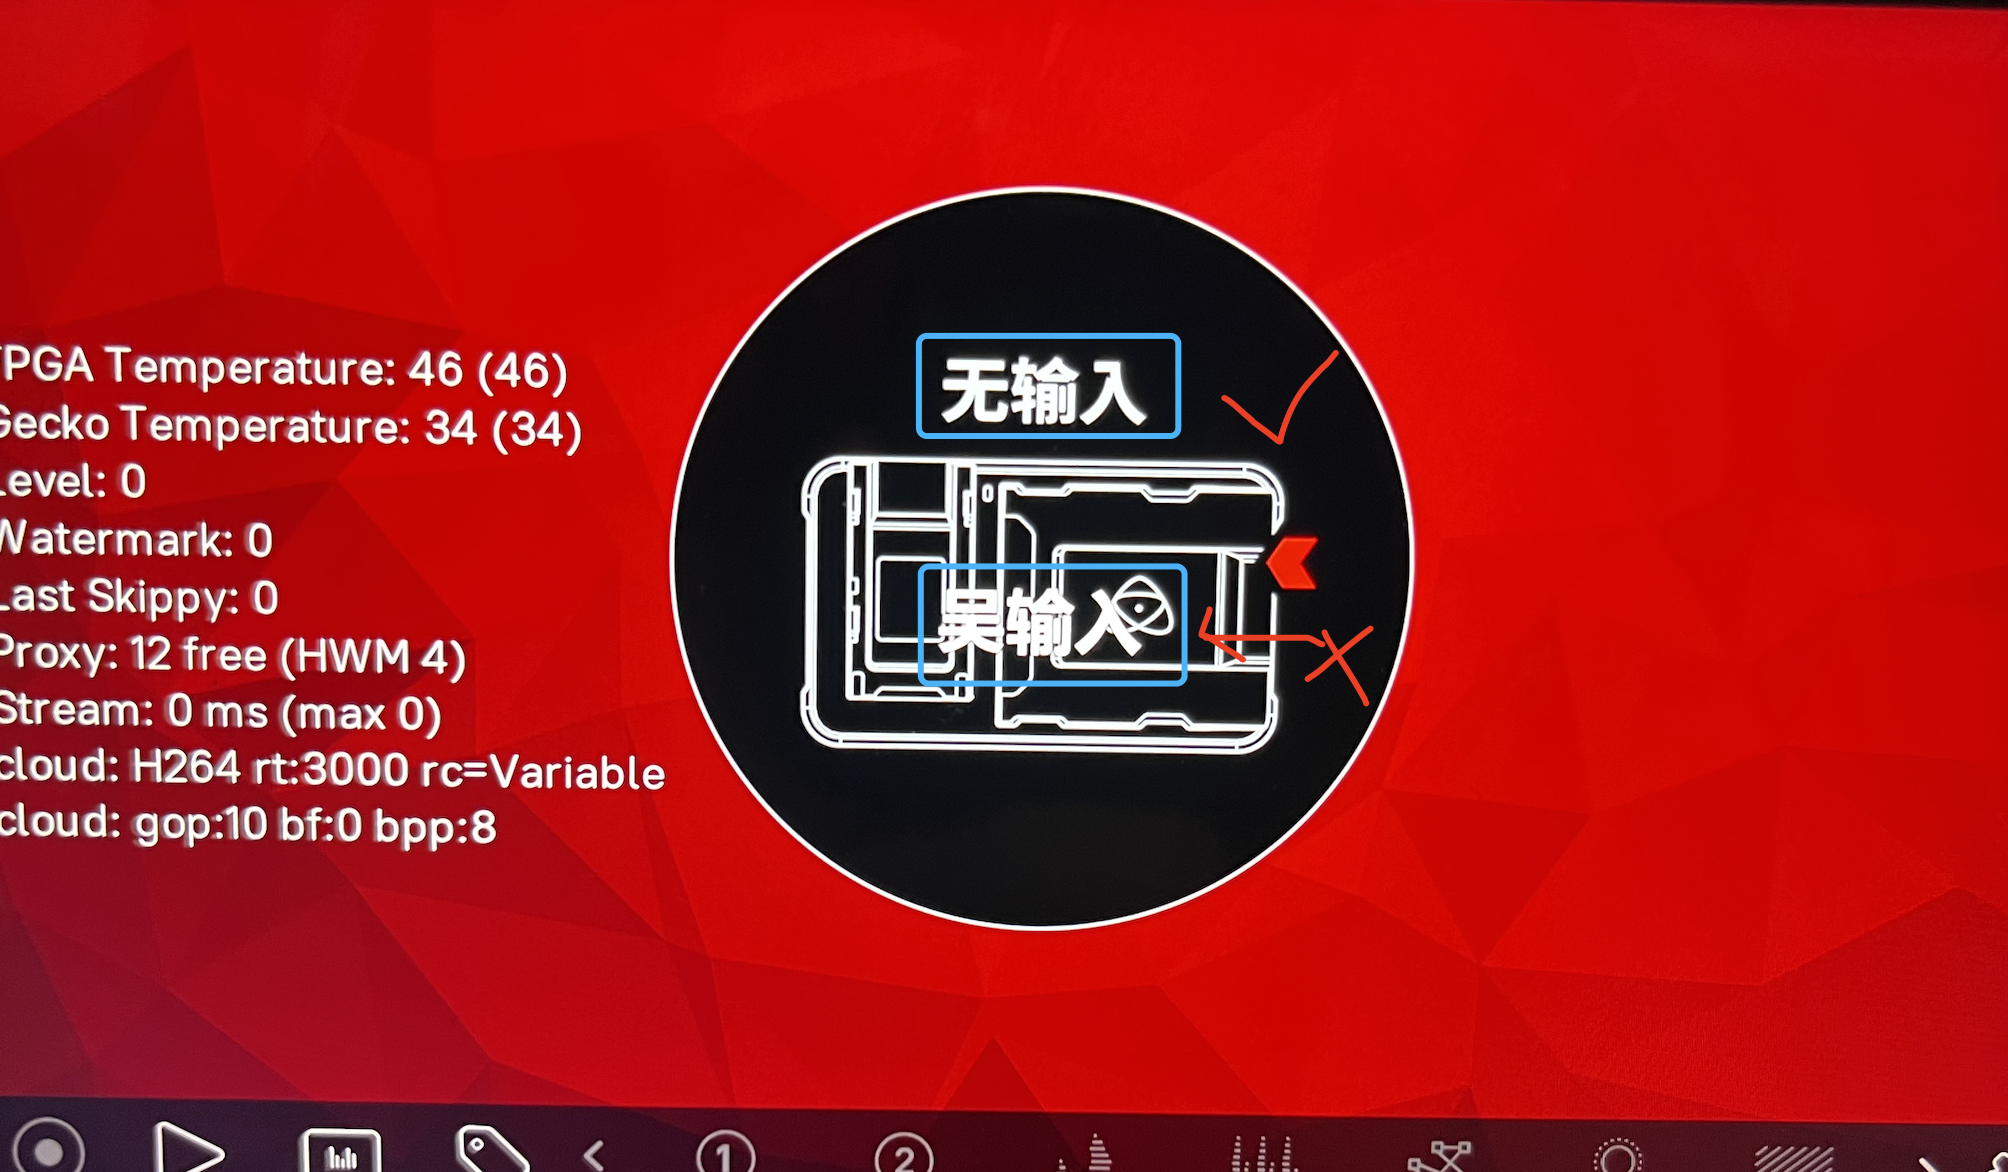 无输入
输入
FPGA Temperature: 46 (46)
Gecko Temperature: 34 (34)
Level: 0
Watermark: 0
Last Skippy: 0
Proxy: 12 free (HWM 4)
Stream: 0 ms (max 0)
cloud: H264 rt:3000 rc=Variable
cloud: gop:10 bf:0 bpp:8
1
2